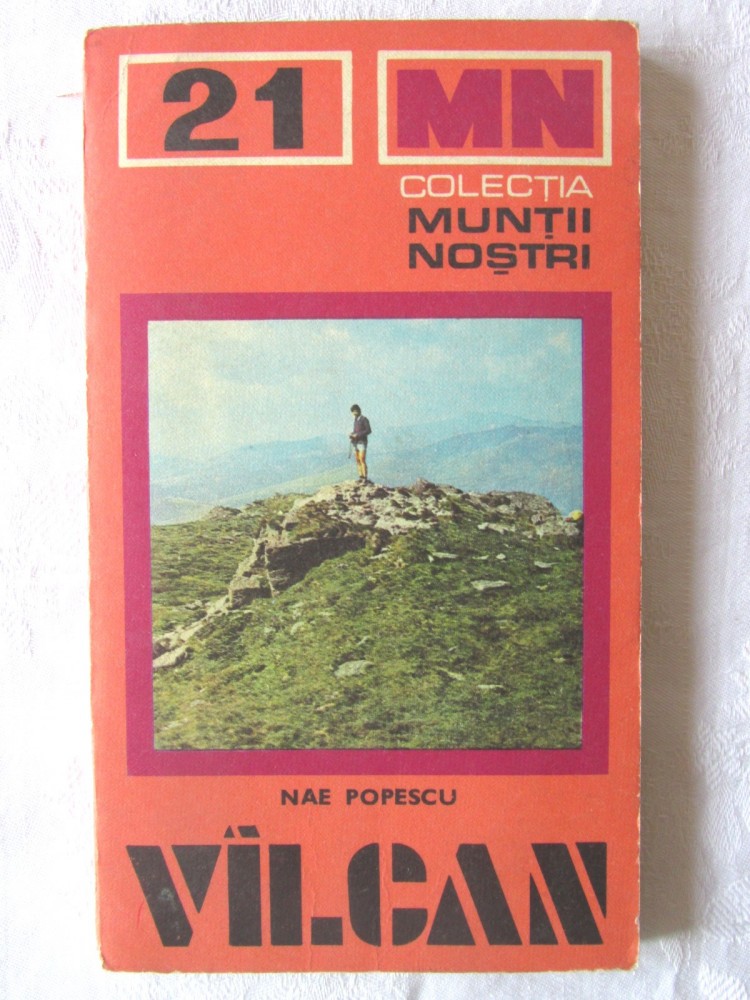 21
MN
COLECȚIA
MUNȚII
NOȘTRI
NAE POPESCU
VÎLCAN